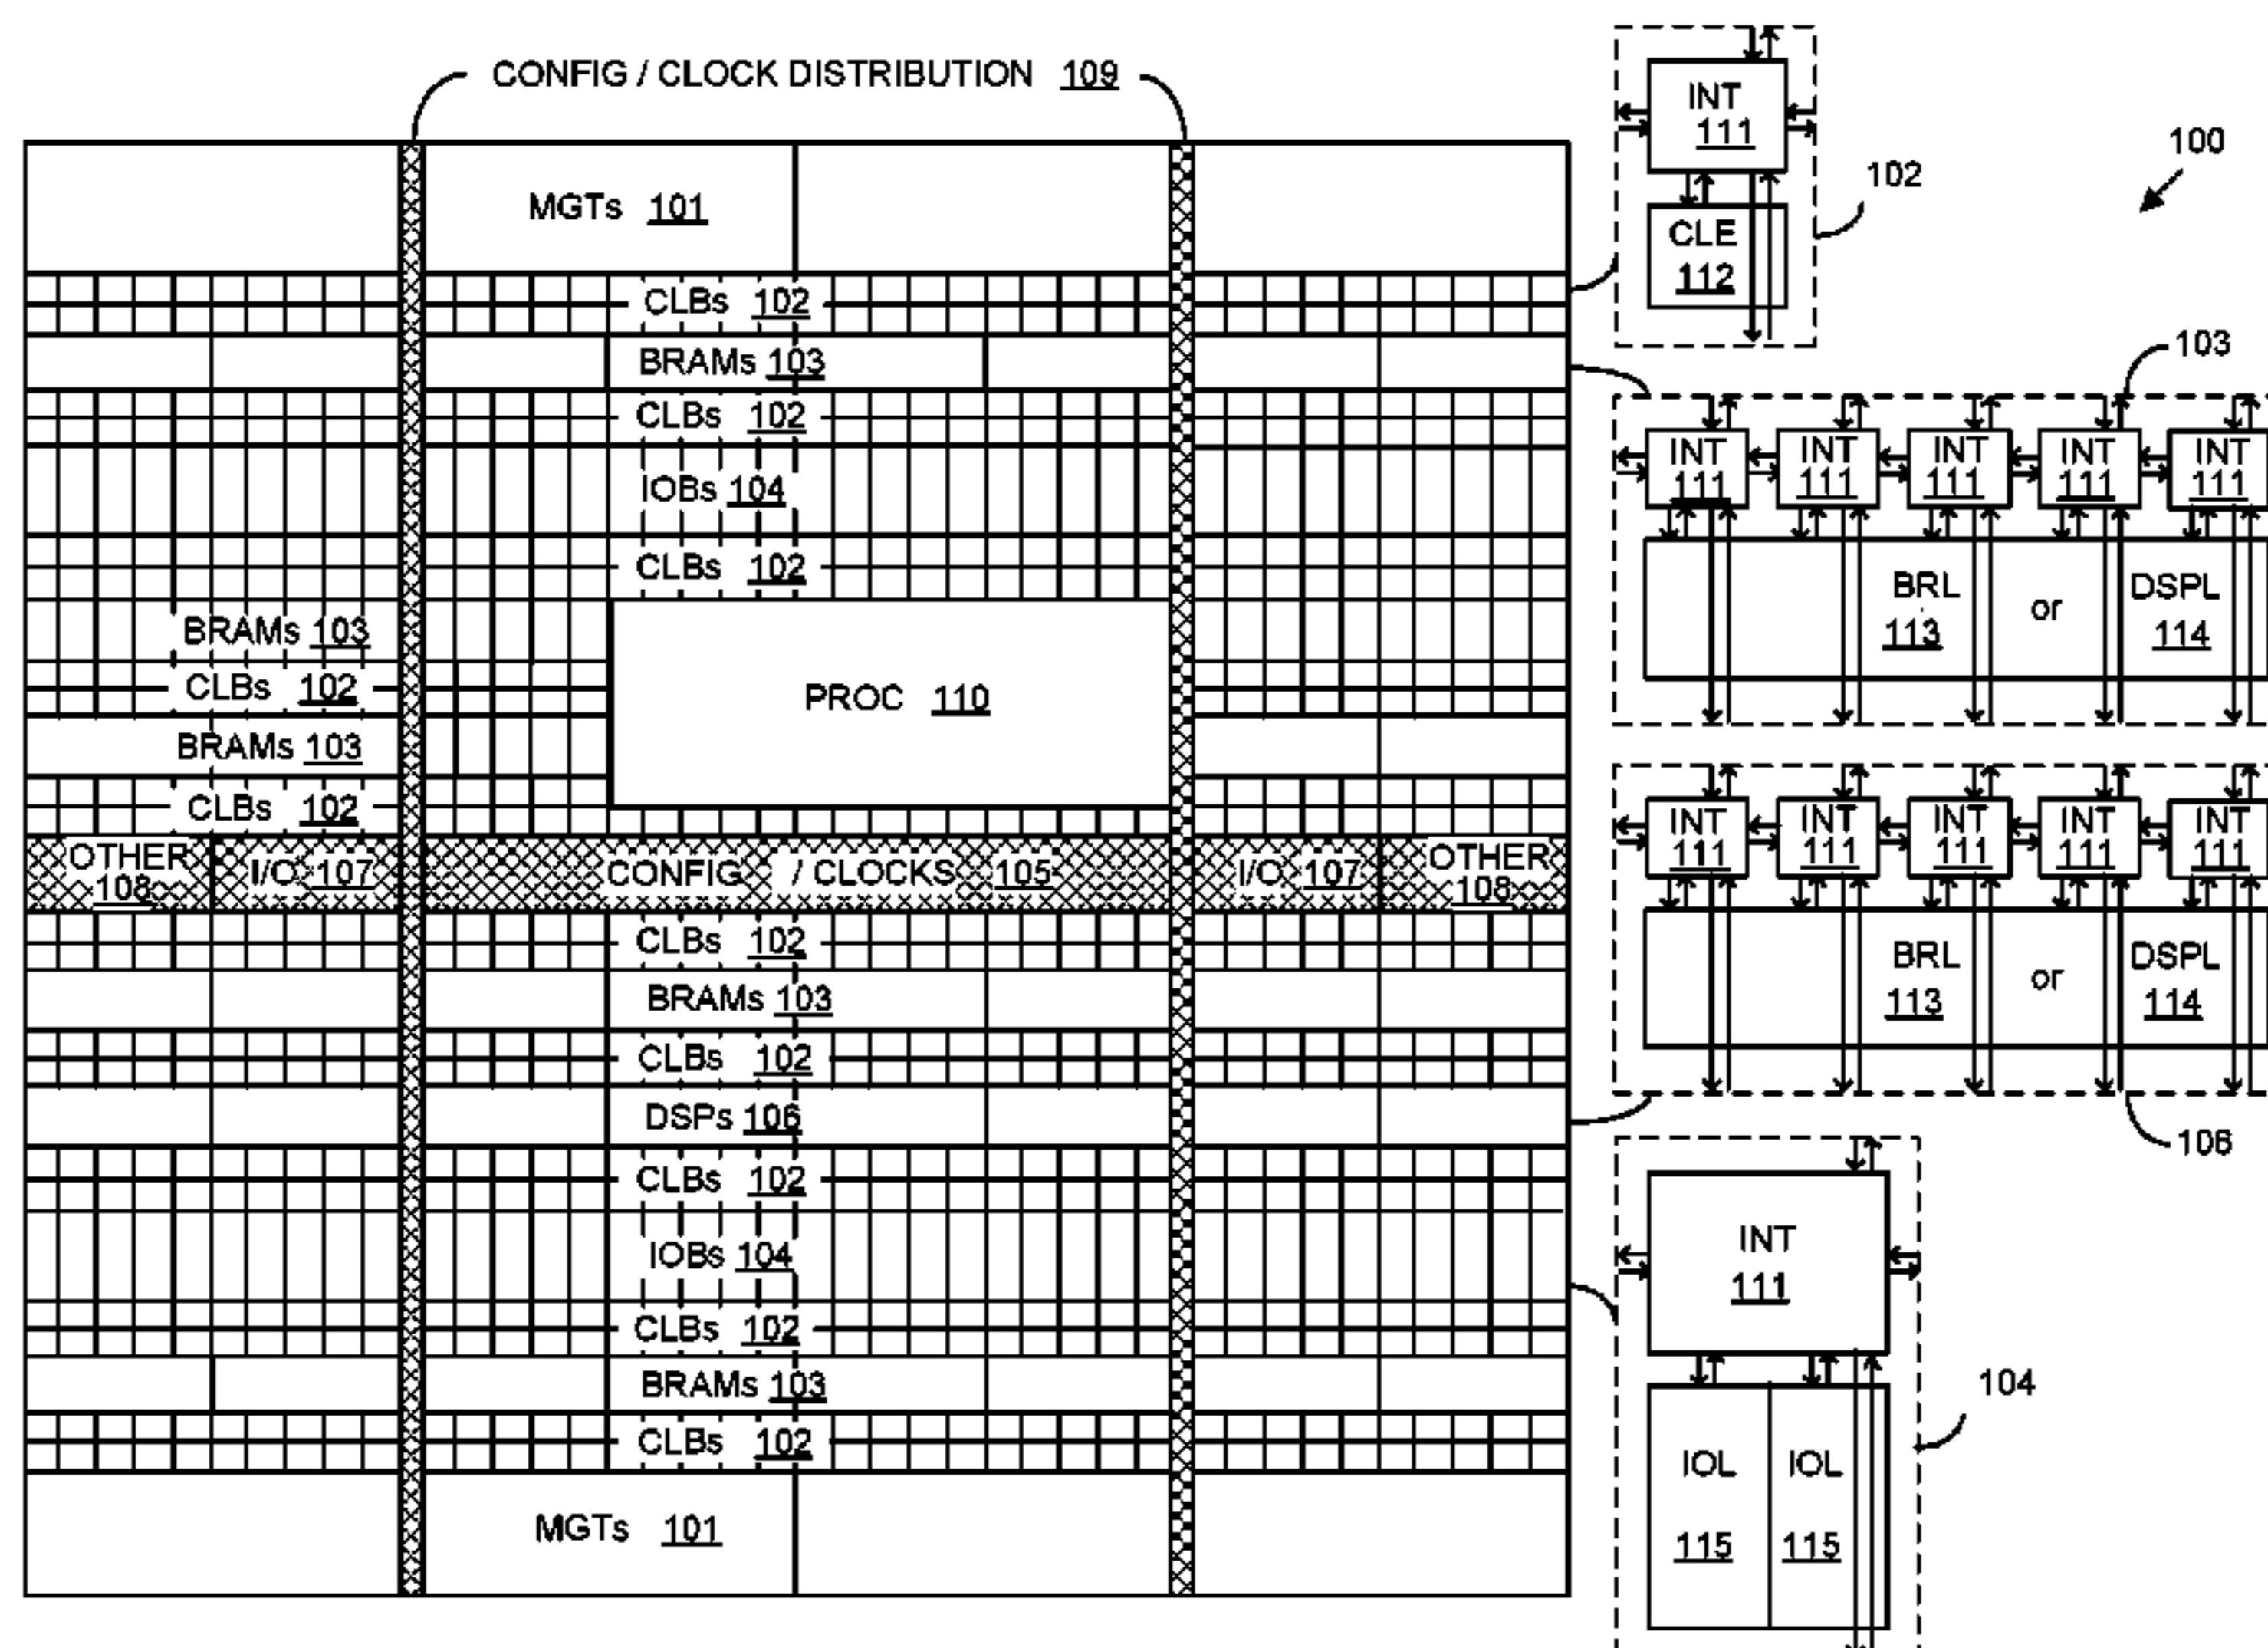 CONFIG / CLOCK DISTRIBUTION 109
MGTs 101
CLBs 102
BRAMs 103
CLBs 102
IOBs 104
CLBs 102
BRAMs 103
CLBs 102
PROC 110
BRAMs 103
CLBs 102
OTHER 108
I/O 107
CONFIG / CLOCKS 105
I/O 107
OTHER 108
CLBs 102
BRAMs 103
CLBs 102
DSPs 106
CLBs 102
IOBs 104
CLBs 102
BRAMs 103
CLBs 102
MGTs 101
100
INT 111
102
CLE 112
103
INT 111
INT 111
INT 111
INT 111
INT 111
BRL 113
or
DSPL 114
INT 111
INT 111
INT 111
INT 111
INT 111
BRL 113
or
DSPL 114
106
INT 111
104
IOL 115
IOL 115